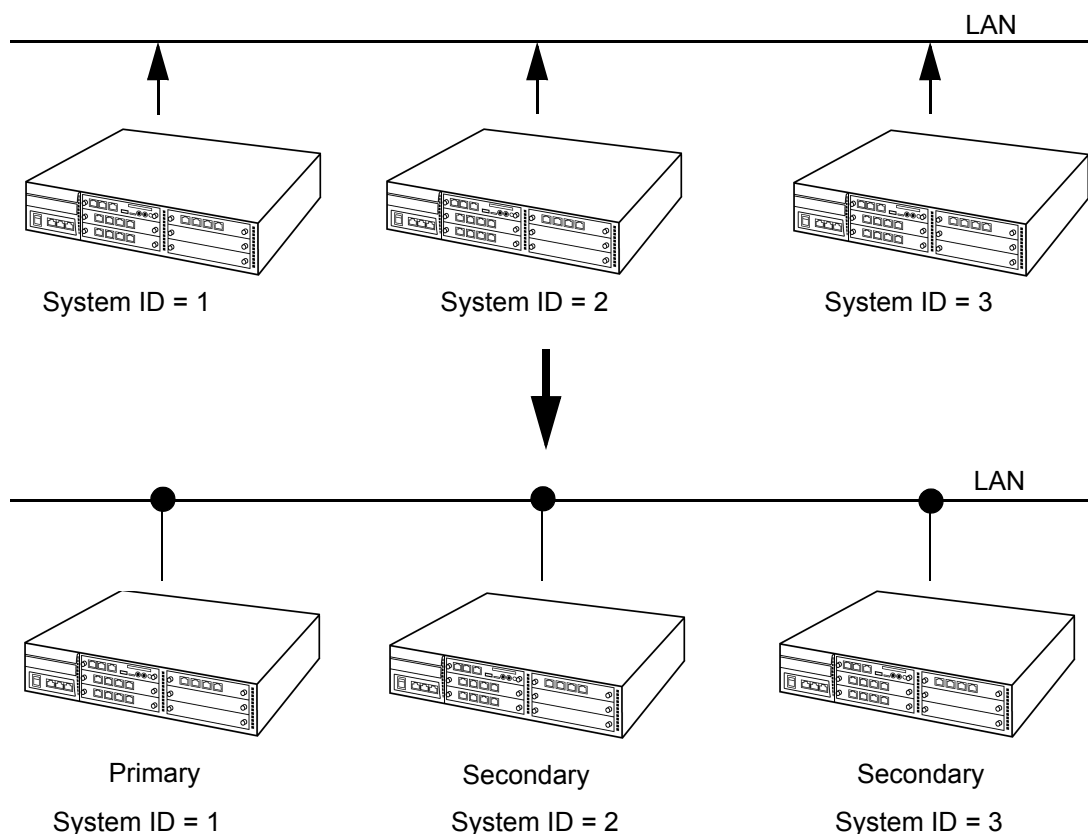 LAN
System ID = 1
System ID = 2
System ID = 3
LAN
Primary
Secondary
Secondary
System ID = 1
System ID = 2
System ID = 3